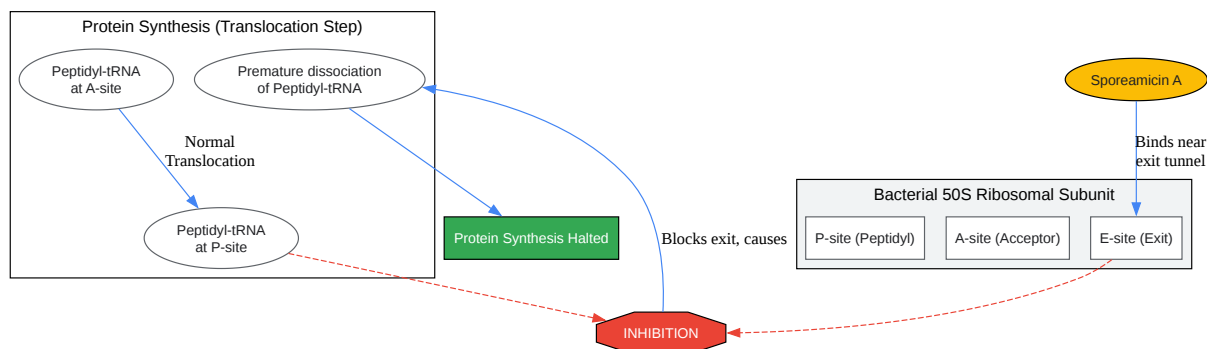 Protein Synthesis (Translocation Step)
Peptidyl-tRNA
at A-site
Premature dissociation
of Peptidyl-tRNA
Normal
Translocation
Peptidyl-tRNA
at P-site
Protein Synthesis Halted
Blocks exit, causes
INHIBITION
Sporeamicin A
Binds near
exit tunnel
Bacterial 50S Ribosomal Subunit
P-site (Peptidyl)
A-site (Acceptor)
E-site (Exit)